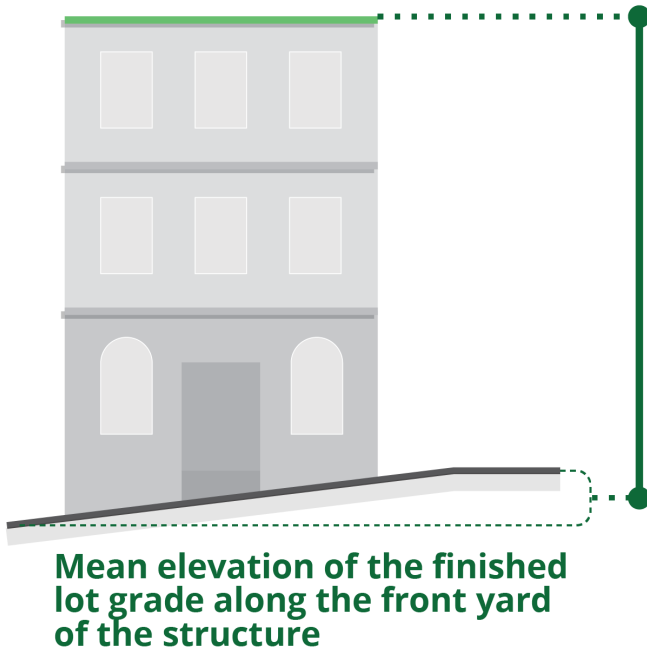 Mean elevation of the finished
lot grade along the front yard
of the structure